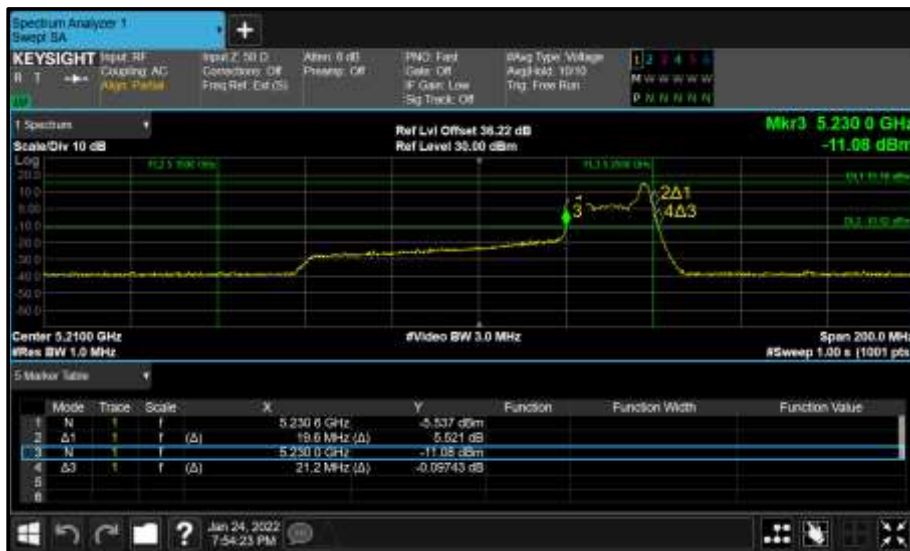 Spectrum Analyzer 1
Swept SA
+
KEYSIGHT
R T
Input: RF
Coupling: AC
Align: Partial
Input Z: 50 Ω
Corrections: Off
Freq Ref: Ext (S)
Atten: 6 dB
Preamp: Off
PNO: Fast
Gate: Off
IF Gain: Low
Sig Track: Off
#Avg Type: Voltage
Avg|Hold: 10/10
Trig: Free Run
1 2 3 4 5 6
M W W W W W
P N N N N N
1 Spectrum
Scale/Div 10 dB
Ref Lvl Offset 36.22 dB
Ref Level 30.00 dBm
Mkr3 5.230 0 GHz
-11.08 dBm
Log
20.0
10.0
0.00
-10.0
-20.0
-30.0
-40.0
-50.0
-60.0
3
2Δ1
4Δ3
Center 5.2100 GHz
#Res BW 1.0 MHz
#Video BW 3.0 MHz
Span 200.0 MHz
#Sweep 1.00 s (1001 pts
5 Marker Table
Mode Trace Scale X Y Function Function Width Function Value
1 N 1 f 5.230 6 GHz -5.537 dBm
2 Δ1 1 f (Δ) 19.6 MHz (Δ) 5.521 dB
3 N 1 f 5.230 0 GHz -11.08 dBm
4 Δ3 1 f (Δ) 21.2 MHz (Δ) -0.09743 dB
5
6
?
Jan 24, 2022
7:54:23 PM